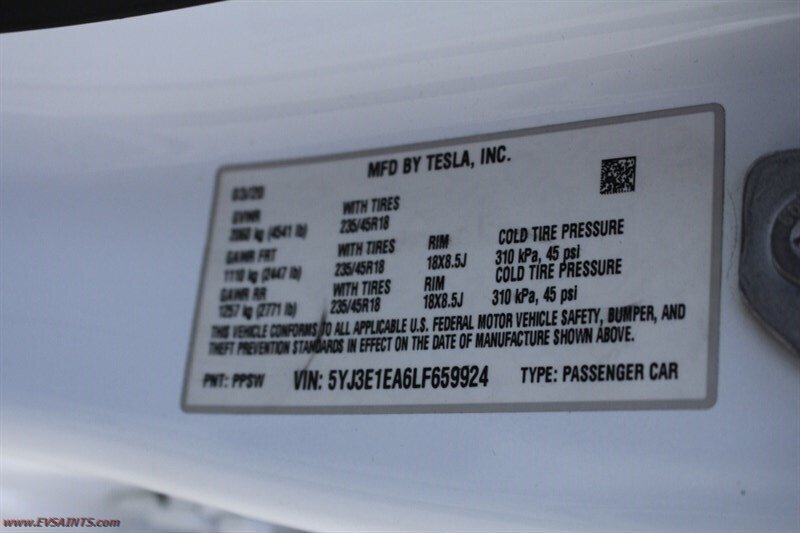 MFD BY TESLA, INC.
03/20
GVWR WITH TIRES
2060 kg (4541 lb) 235/45R18
GAWR FRT WITH TIRES RIM COLD TIRE PRESSURE
1110 kg (2447 lb) 235/45R18 18X8.5J 310 kPa, 45 psi
GAWR RR WITH TIRES RIM COLD TIRE PRESSURE
1257 kg (2771 lb) 235/45R18 18X8.5J 310 kPa, 45 psi
THIS VEHICLE CONFORMS TO ALL APPLICABLE U.S. FEDERAL MOTOR VEHICLE SAFETY, BUMPER, AND
THEFT PREVENTION STANDARDS IN EFFECT ON THE DATE OF MANUFACTURE SHOWN ABOVE.
PNT: PPSW VIN: 5YJ3E1EA6LF659924 TYPE: PASSENGER CAR
www.EVSAINTS.com